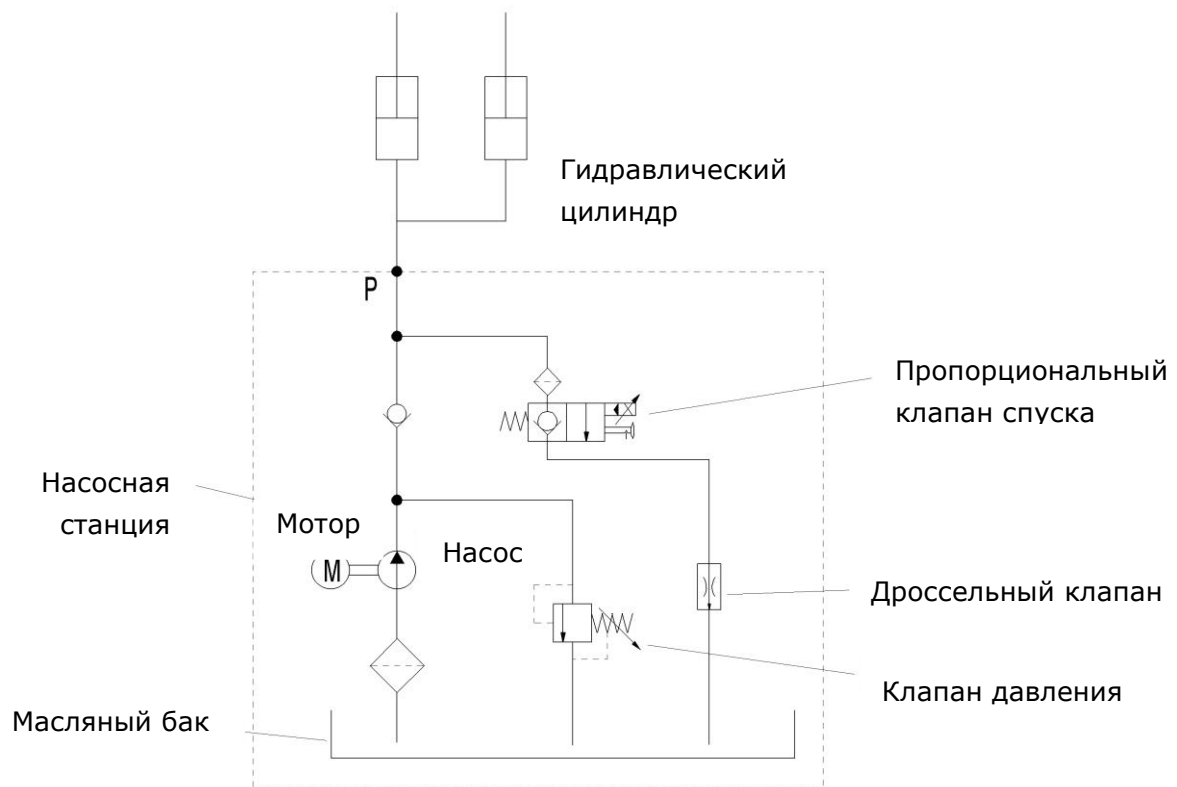 Гидравлический
цилиндр
P
Пропорциональный
клапан спуска
Насосная
станция
Мотор
Насос
M
Дроссельный клапан
Клапан давления
Масляный бак